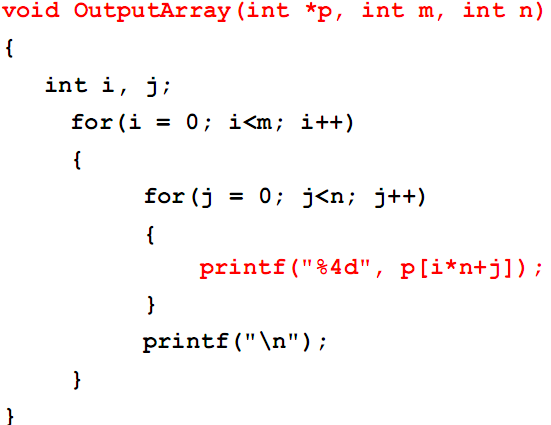 void OutputArray(int *p, int m, int n)
{
int i, j;
for(i = 0; i<m; i++)
{
for(j = 0; j<n; j++)
{
printf("%4d", p[i*n+j]);
}
printf("\n");
}
}